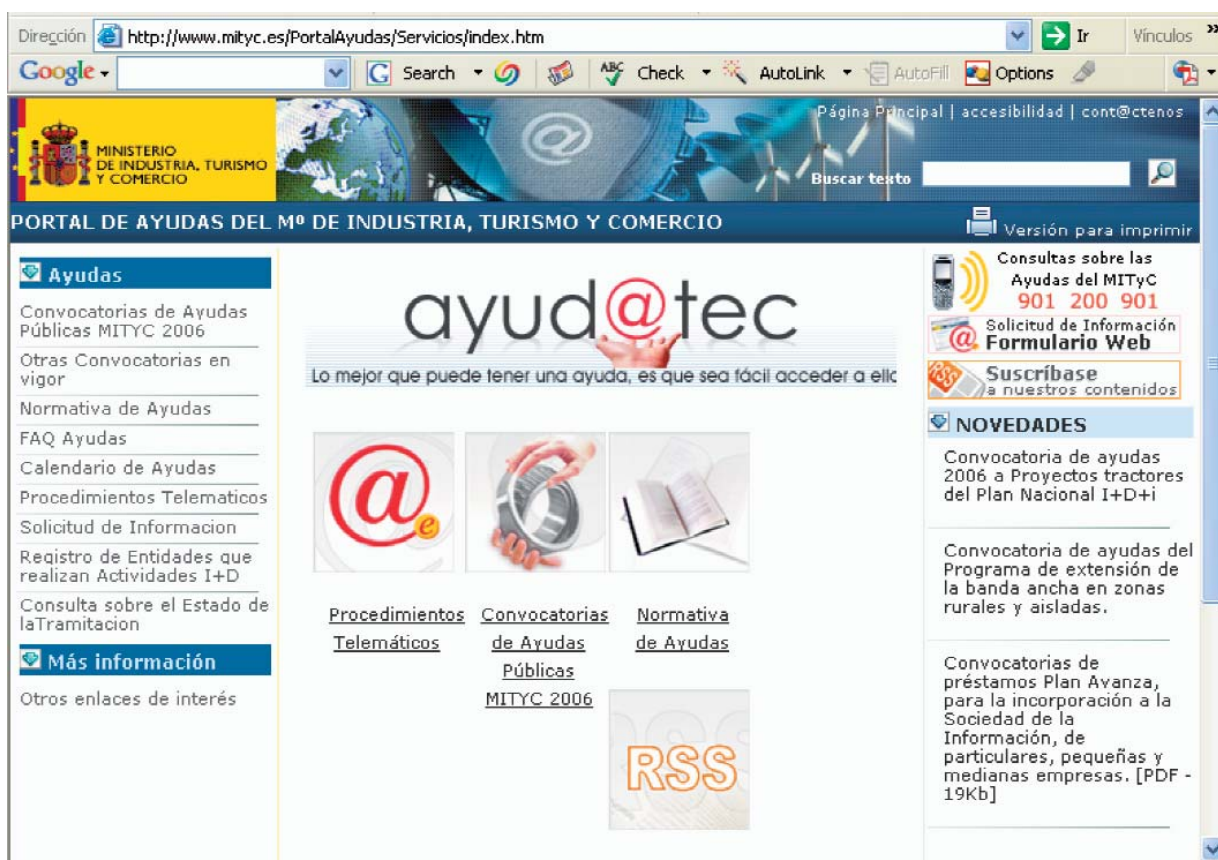 Dirección http://www.mityc.es/PortalAyudas/Servicios/index.htm Ir Vínculos »
Google Search ABC Check AutoLink AutoFill Options
Página Principal | accesibilidad | cont@ctenos
MINISTERIO
DE INDUSTRIA, TURISMO
Y COMERCIO
Buscar texto
PORTAL DE AYUDAS DEL Mº DE INDUSTRIA, TURISMO Y COMERCIO
Versión para imprimir
Ayudas
Convocatorias de Ayudas
Públicas MITYC 2006
Otras Convocatorias en
vigor
Normativa de Ayudas
FAQ Ayudas
Calendario de Ayudas
Procedimientos Telematicos
Solicitud de Informacion
Registro de Entidades que
realizan Actividades I+D
Consulta sobre el Estado de
laTramitacion
Más información
Otros enlaces de interés
ayud@tec
Lo mejor que puede tener una ayuda, es que sea fácil acceder a ella
Procedimientos
Telemáticos
Convocatorias
de Ayudas
Públicas
MITYC 2006
Normativa
de Ayudas
RSS
Consultas sobre las
Ayudas del MITyC
901 200 901
Solicitud de Información
Formulario Web
Suscríbase
a nuestros contenidos
NOVEDADES
Convocatoria de ayudas
2006 a Proyectos tractores
del Plan Nacional I+D+i
Convocatoria de ayudas del
Programa de extensión de
la banda ancha en zonas
rurales y aisladas.
Convocatorias de
préstamos Plan Avanza,
para la incorporación a la
Sociedad de la
Información, de
particulares, pequeñas y
medianas empresas. [PDF -
19Kb]